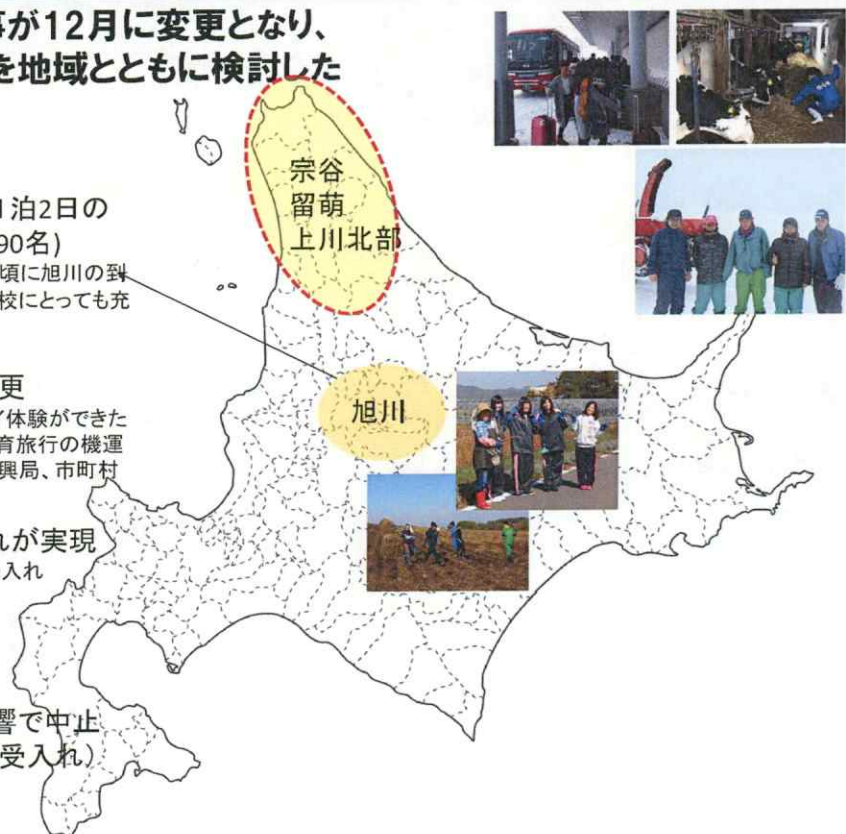 事が12月に変更となり、
を地域とともに検討した
宗谷
留萌
上川北部
1泊2日の
90名)
頃に旭川の到
校にとっても充
更
旭川
イ体験ができた
育旅行の機運
興局、市町村
れが実現
入れ
響で中止
受入れ）